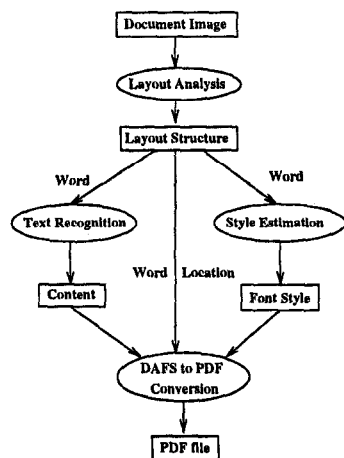 Document Image
Layout Analysis
Layout Structure
Word
Word
Text Recognition
Style Estimation
Word Location
Content
Font Style
DAFS to PDF
Conversion
PDF file